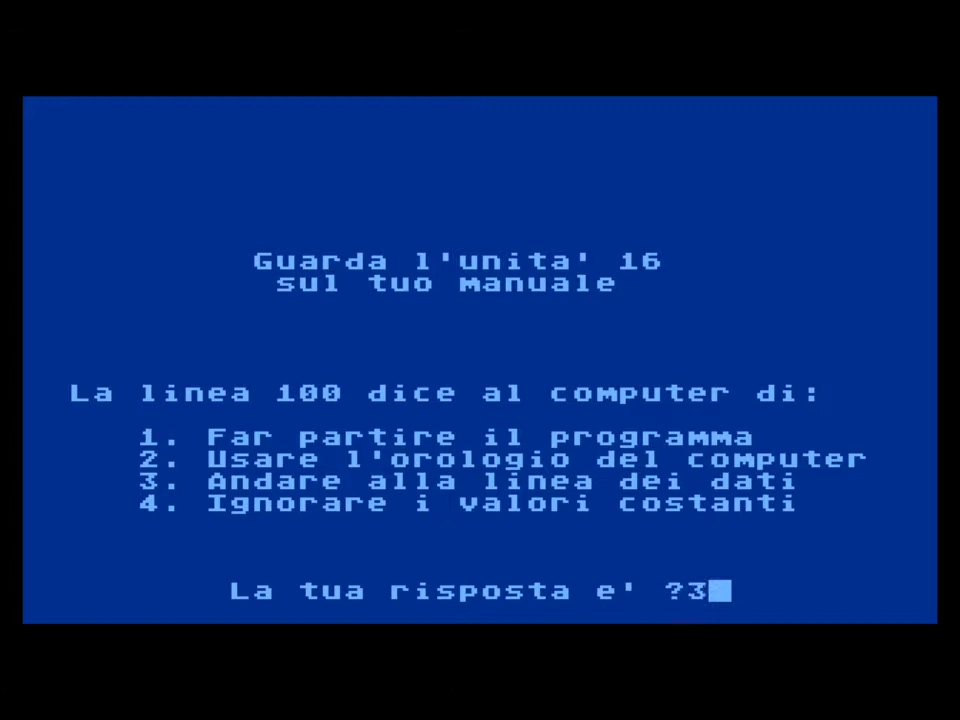 Guarda l'unita' 16
sul tuo manuale
La linea 100 dice al computer di:
1. Far partire il programma
2. Usare l'orologio del computer
3. Andare alla linea dei dati
4. Ignorare i valori costanti
La tua risposta e' ?3